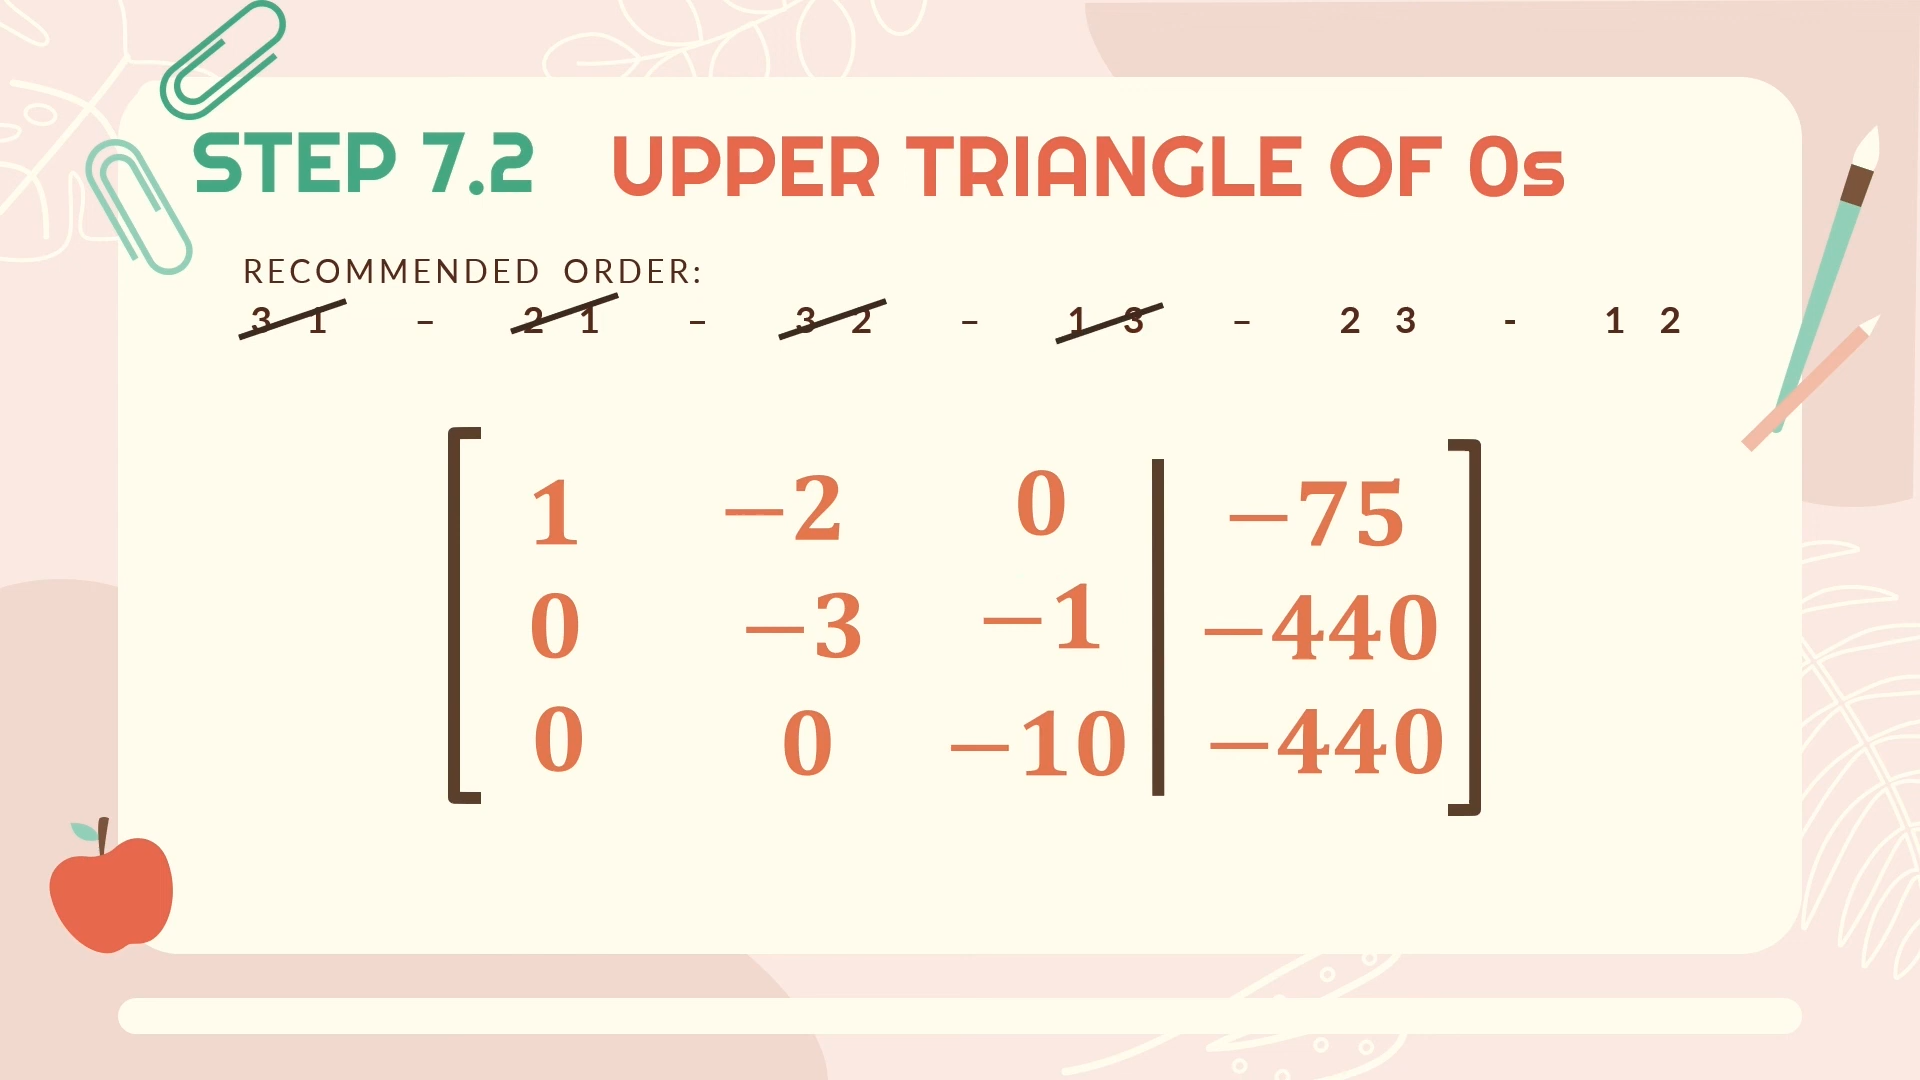 STEP 7.2 UPPER TRIANGLE OF 0s
RECOMMENDED ORDER:
3 1 – 2 1 – 3 2 – 1 3 – 2 3 - 1 2
1 −2 0 −75
0 −3 −1 −440
0 0 −10 −440